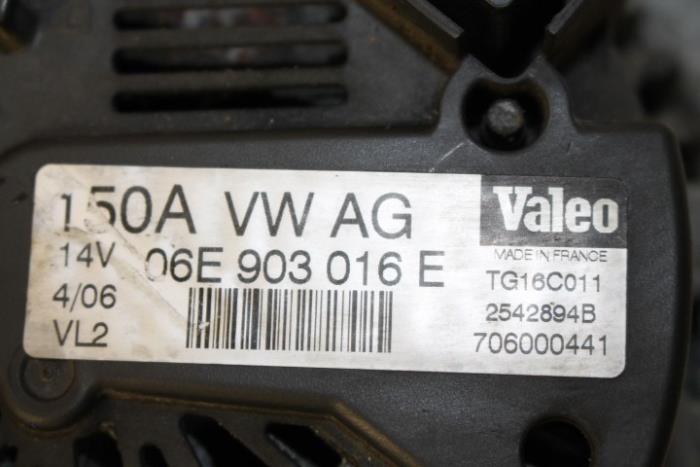 150A VW AG
14V 06E 903 016 E
4/06
VL2
Valeo
MADE IN FRANCE
TG16C011
2542894B
706000441